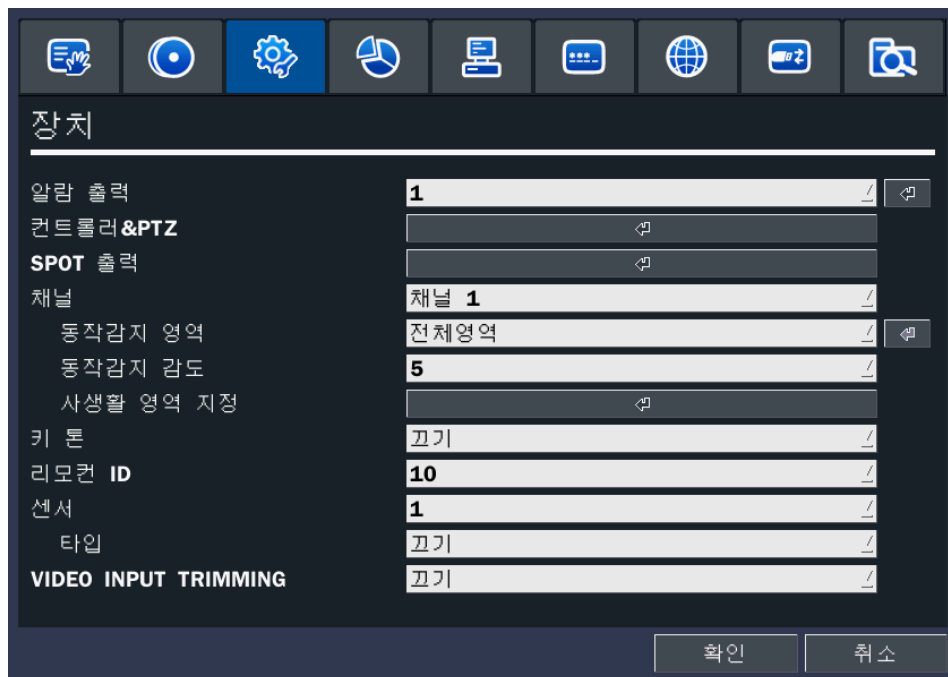 장치
알람 출력 1
컨트롤러&PTZ
SPOT 출력
채널 채널 1
동작감지 영역 전체영역
동작감지 감도 5
사생활 영역 지정
키 톤 끄기
리모컨 ID 10
센서 1
타입 끄기
VIDEO INPUT TRIMMING 끄기
확인 취소